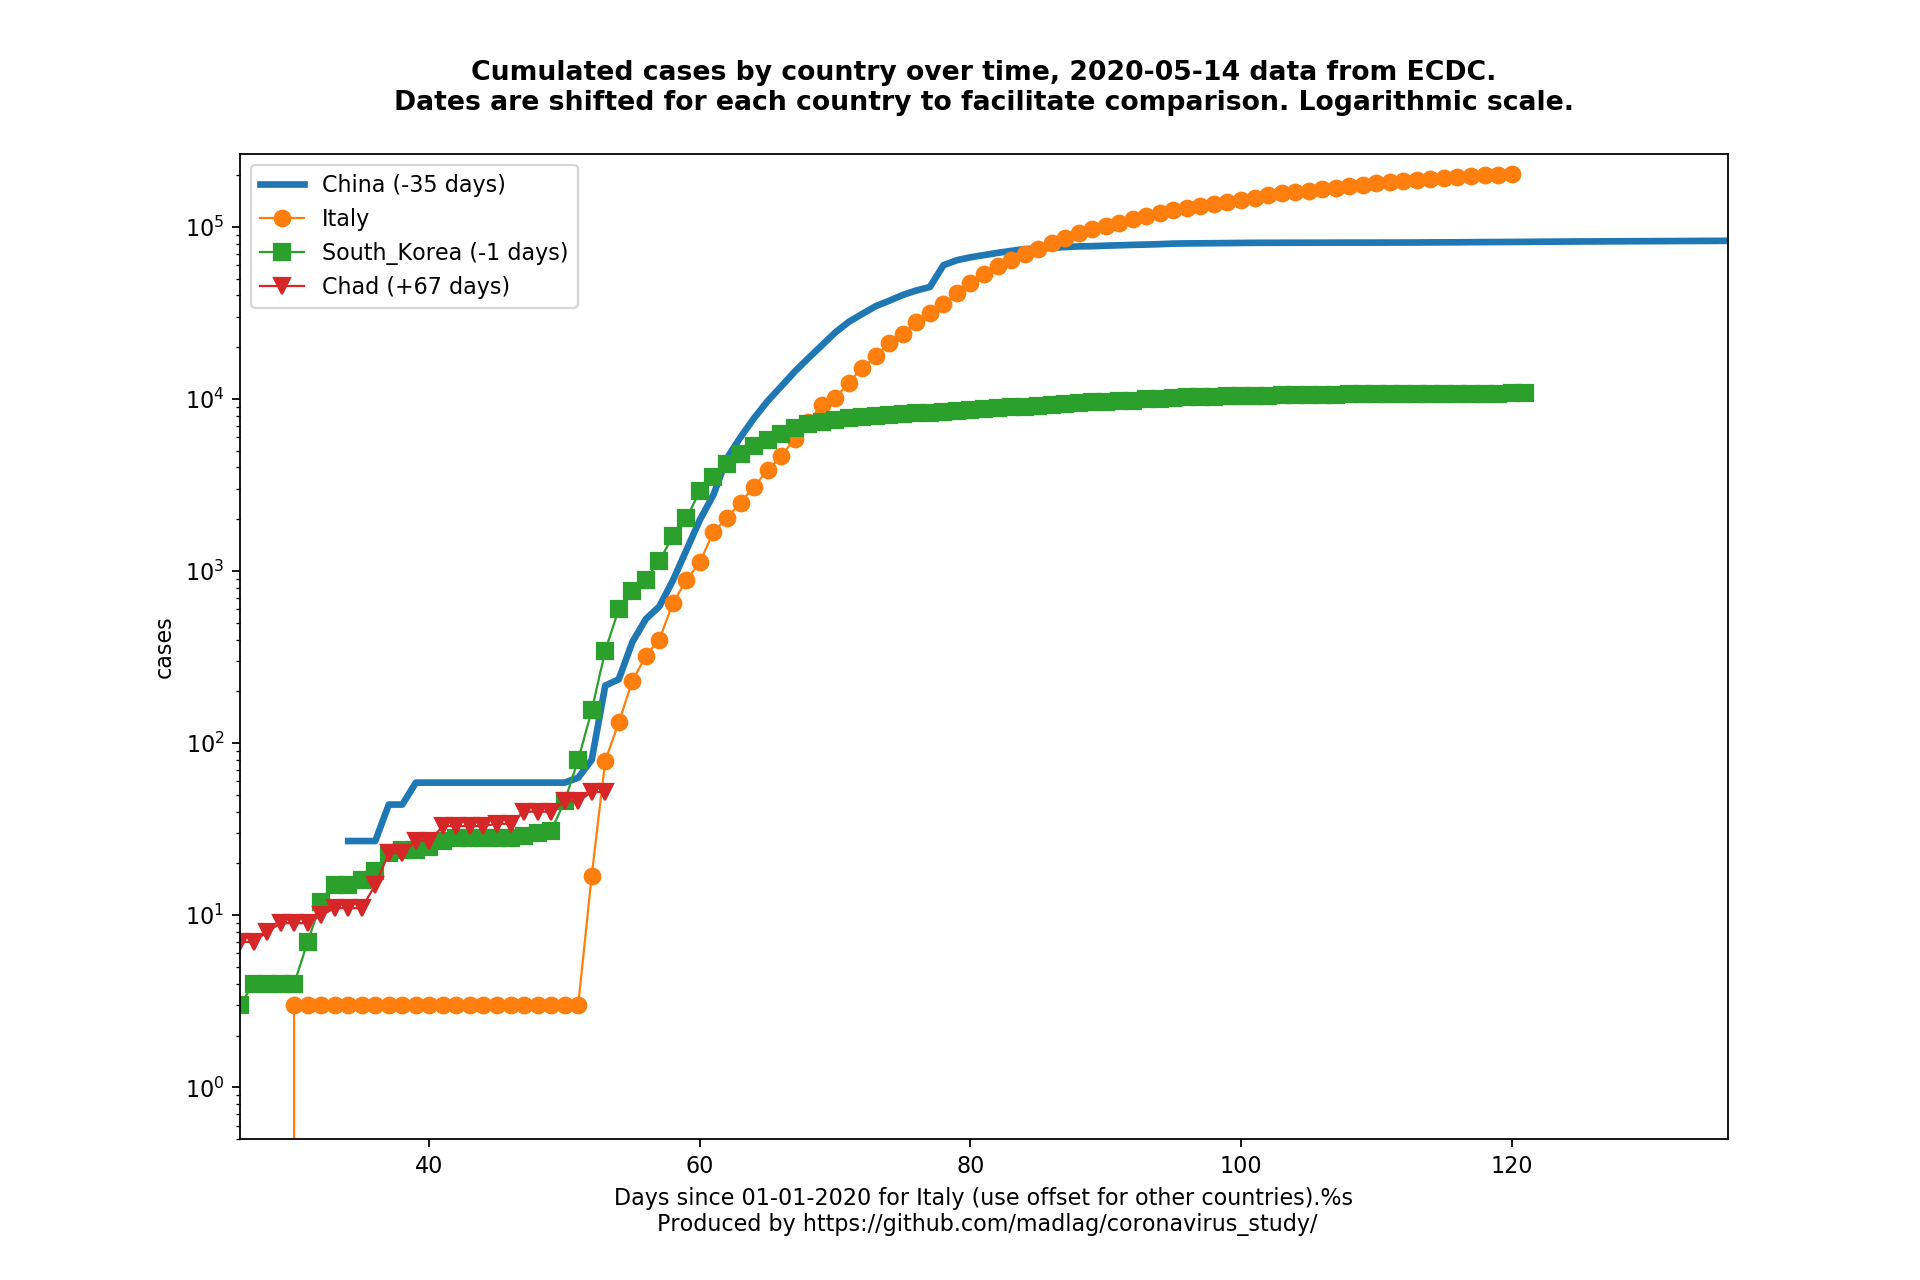 Cumulated cases by country over time, 2020-05-14 data from ECDC.
Dates are shifted for each country to facilitate comparison. Logarithmic scale.
China (-35 days)
Italy
South_Korea (-1 days)
Chad (+67 days)
10⁵
10⁴
10³
10²
10¹
10⁰
cases
40 60 80 100 120
Days since 01-01-2020 for Italy (use offset for other countries).%s
Produced by https://github.com/madlag/coronavirus_study/